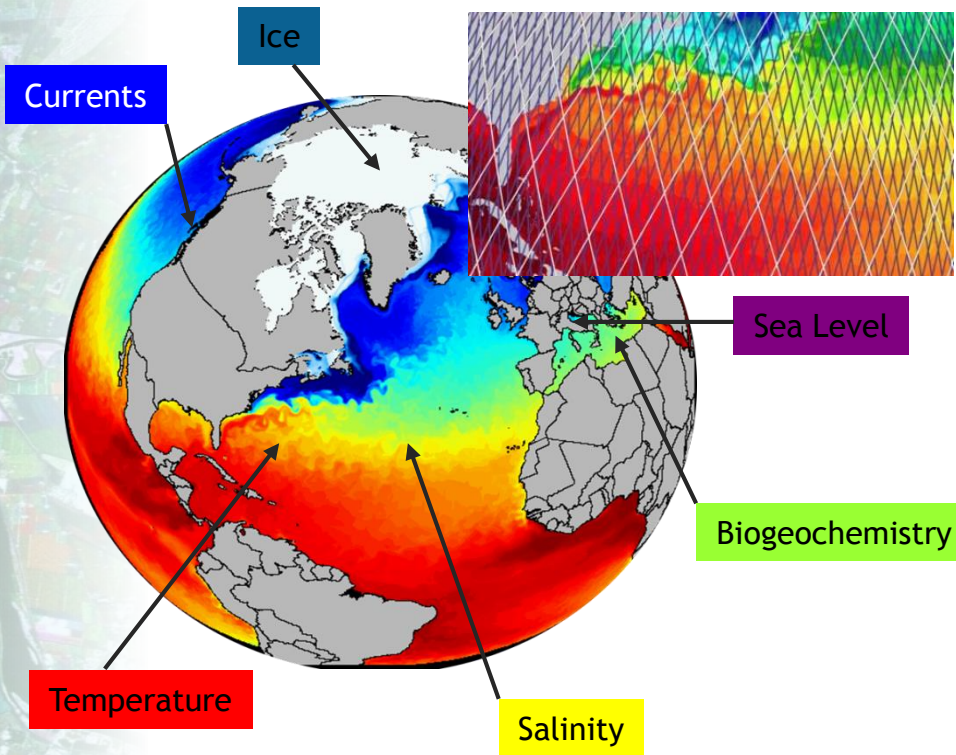 Ice
Currents
Sea Level
Biogeochemistry
Temperature
Salinity